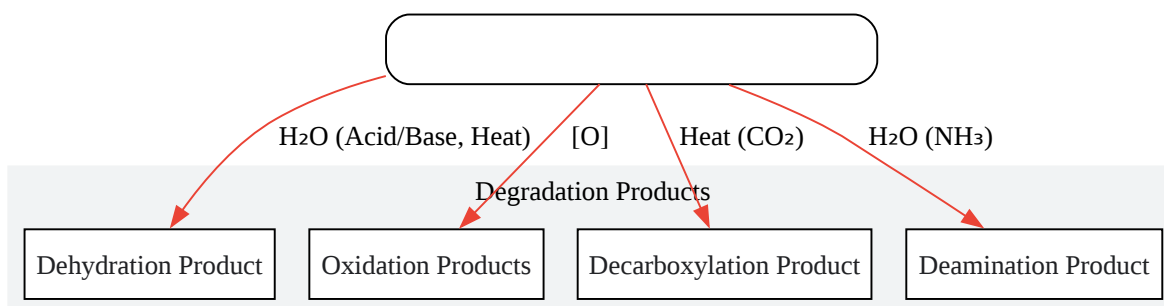 H₂O (Acid/Base, Heat)
[O]
Heat (CO₂)
H₂O (NH₃)
Degradation Products
Dehydration Product
Oxidation Products
Decarboxylation Product
Deamination Product